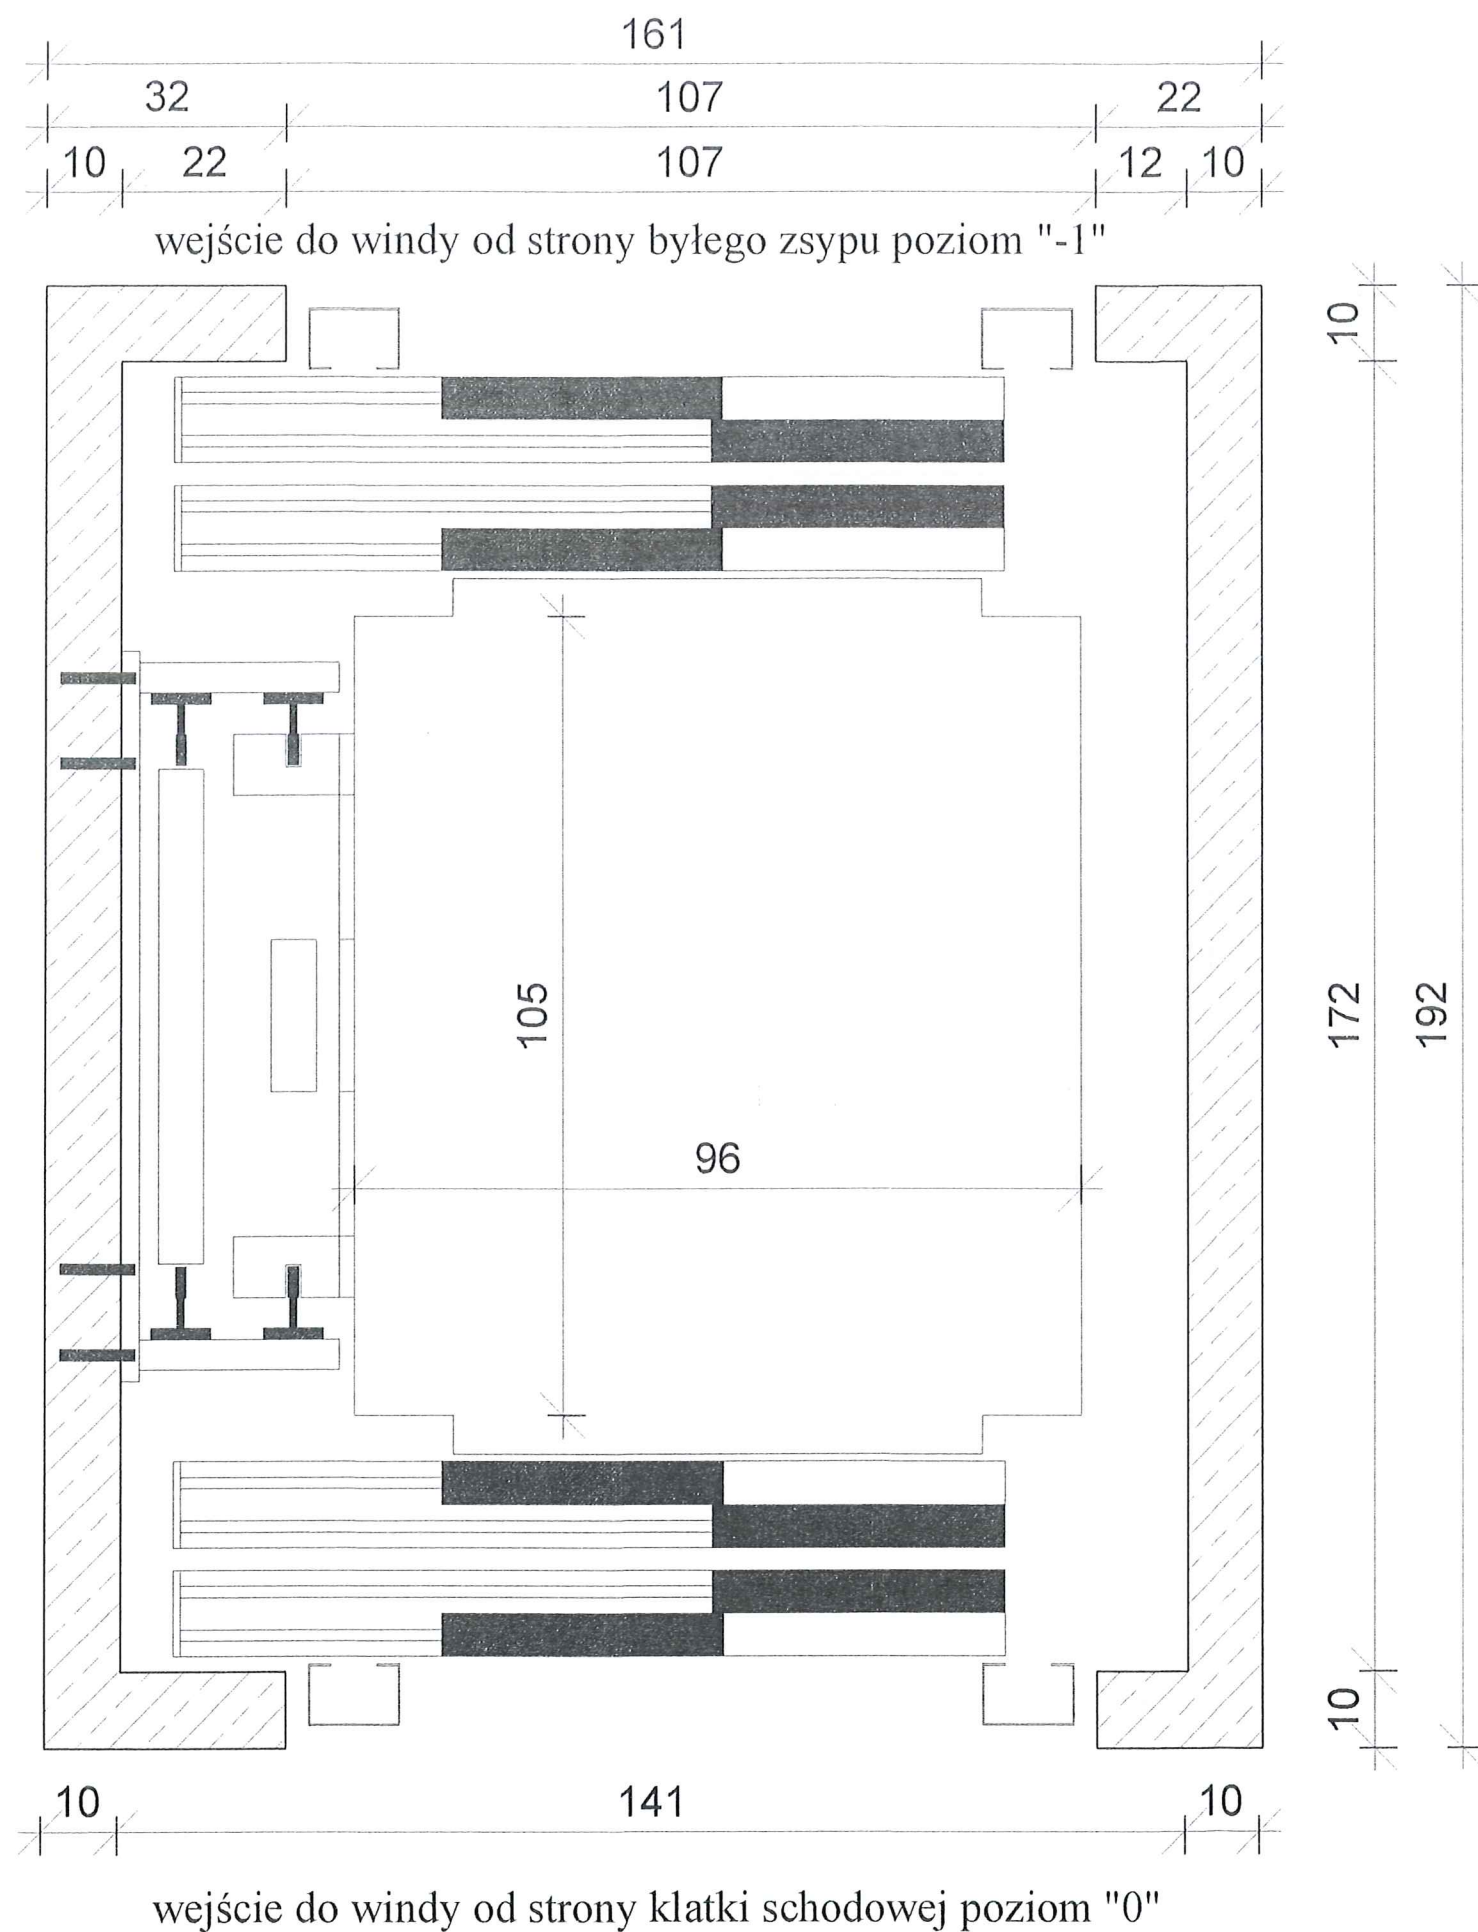 161
32 107 22
10 22 107 12 10
wejście do windy od strony byłego zsypu poziom "-1"
10
105
172
192
96
10
10 141 10
wejście do windy od strony klatki schodowej poziom "0"